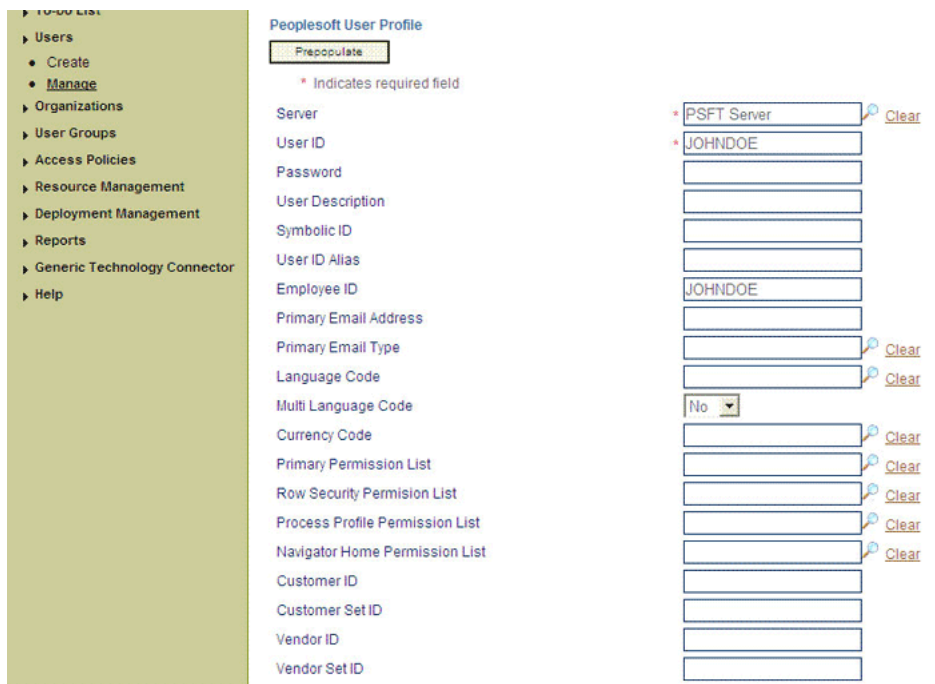 To-Do List
Users
Create
Manage
Organizations
User Groups
Access Policies
Resource Management
Deployment Management
Reports
Generic Technology Connector
Help
Peoplesoft User Profile
Prepopulate
* Indicates required field
Server * PSFT Server Clear
User ID * JOHNDOE
Password
User Description
Symbolic ID
User ID Alias
Employee ID JOHNDOE
Primary Email Address
Primary Email Type Clear
Language Code Clear
Multi Language Code No
Currency Code Clear
Primary Permission List Clear
Row Security Permision List Clear
Process Profile Permission List Clear
Navigator Home Permission List Clear
Customer ID
Customer Set ID
Vendor ID
Vendor Set ID